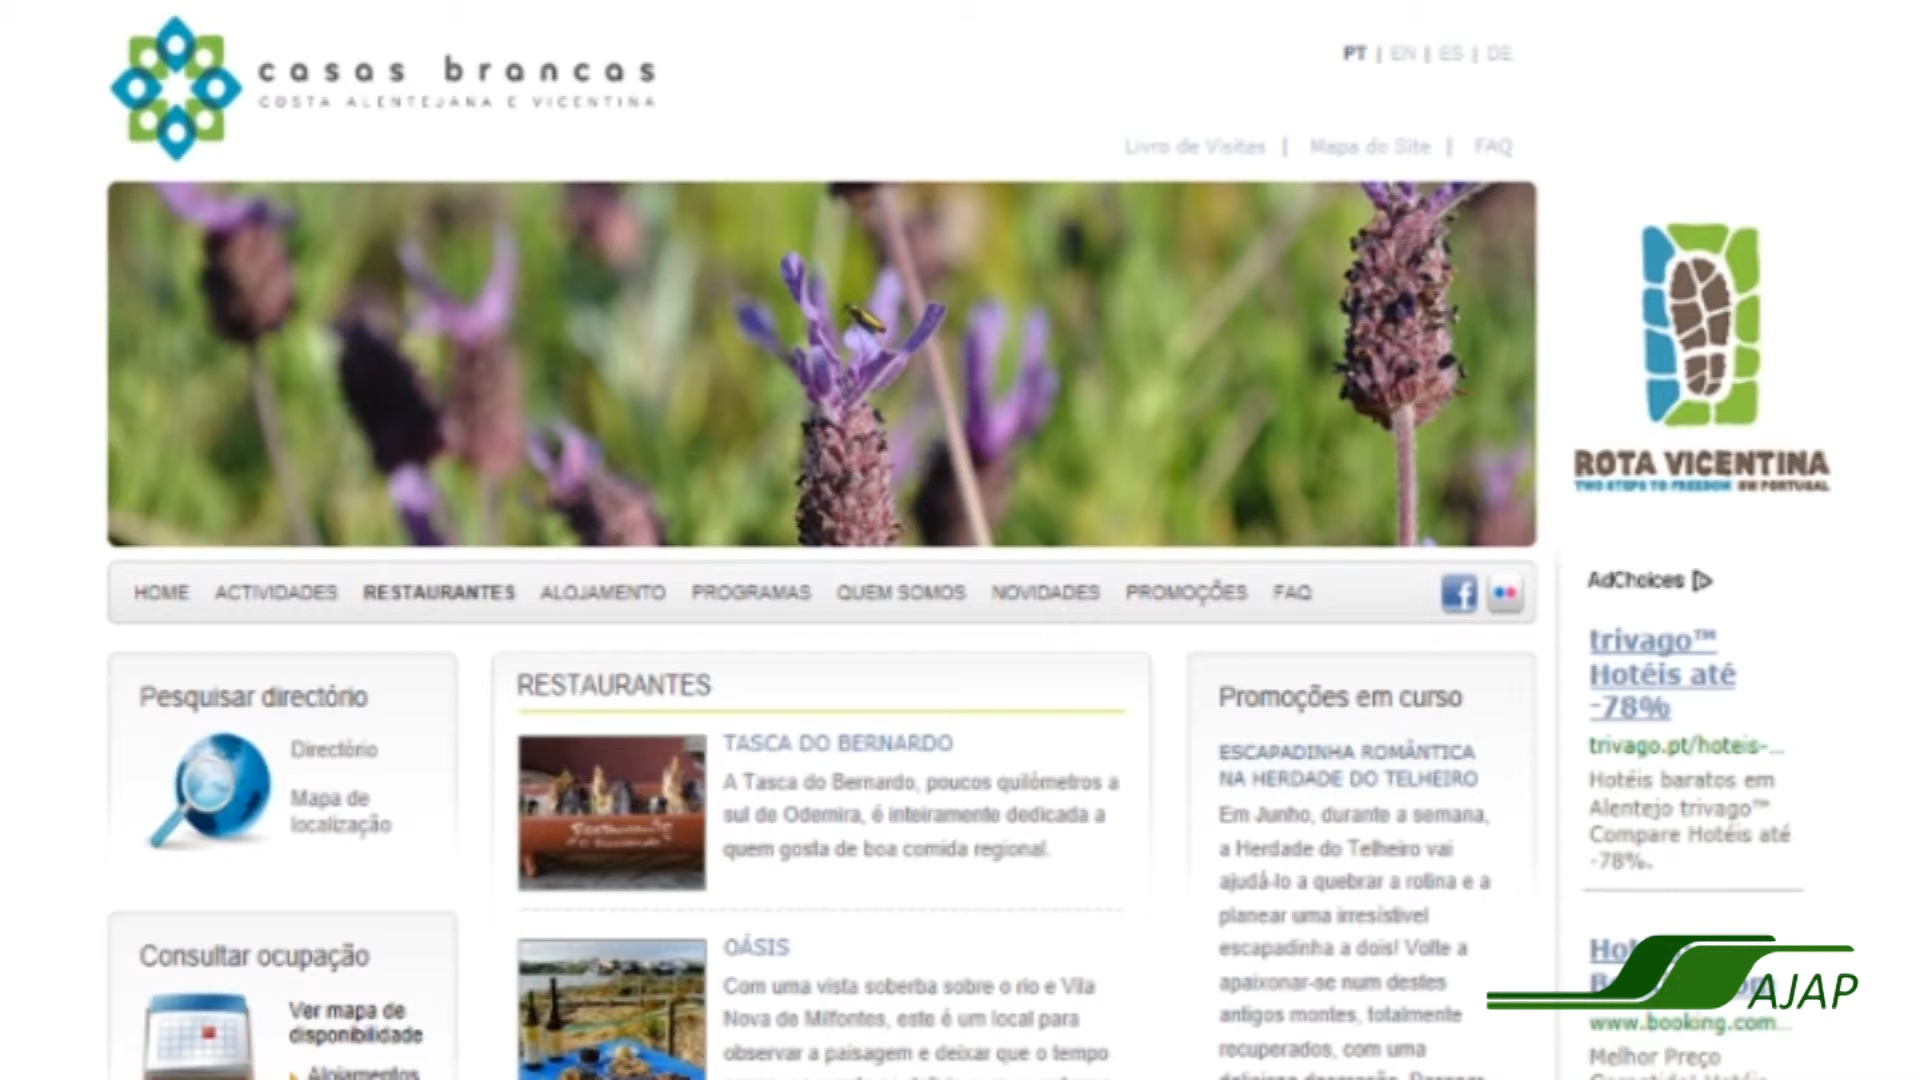 casas brancas
COSTA ALENTEJANA E VICENTINA
PT | EN | ES | DE
Livro de Visitas | Mapa do Site | FAQ
ROTA VICENTINA
TWO STEPS TO FREEDOM SW PORTUGAL
HOME ACTIVIDADES RESTAURANTES ALOJAMENTO PROGRAMAS QUEM SOMOS NOVIDADES PROMOÇÕES FAQ
Pesquisar directório
Directório
Mapa de
localização
Consultar ocupação
Ver mapa de
disponibilidade
Alojamentos
RESTAURANTES
TASCA DO BERNARDO
A Tasca do Bernardo, poucos quilómetros a
sul de Odemira, é inteiramente dedicada a
quem gosta de boa comida regional.
OÁSIS
Com uma vista soberba sobre o rio e Vila
Nova de Milfontes, este é um local para
observar a paisagem e deixar que o tempo
Promoções em curso
ESCAPADINHA ROMÂNTICA
NA HERDADE DO TELHEIRO
Em Junho, durante a semana,
a Herdade do Telheiro vai
ajudá-lo a quebrar a rotina e a
planear uma irresistível
escapadinha a dois! Volte a
apaixonar-se num destes
antigos montes, totalmente
recuperados, com uma
AdChoices
trivago™
Hotéis até
-78%
trivago.pt/hoteis-...
Hotéis baratos em
Alentejo trivago™
Compare Hotéis até
-78%.
AJAP
www.booking.com...
Melhor Preço